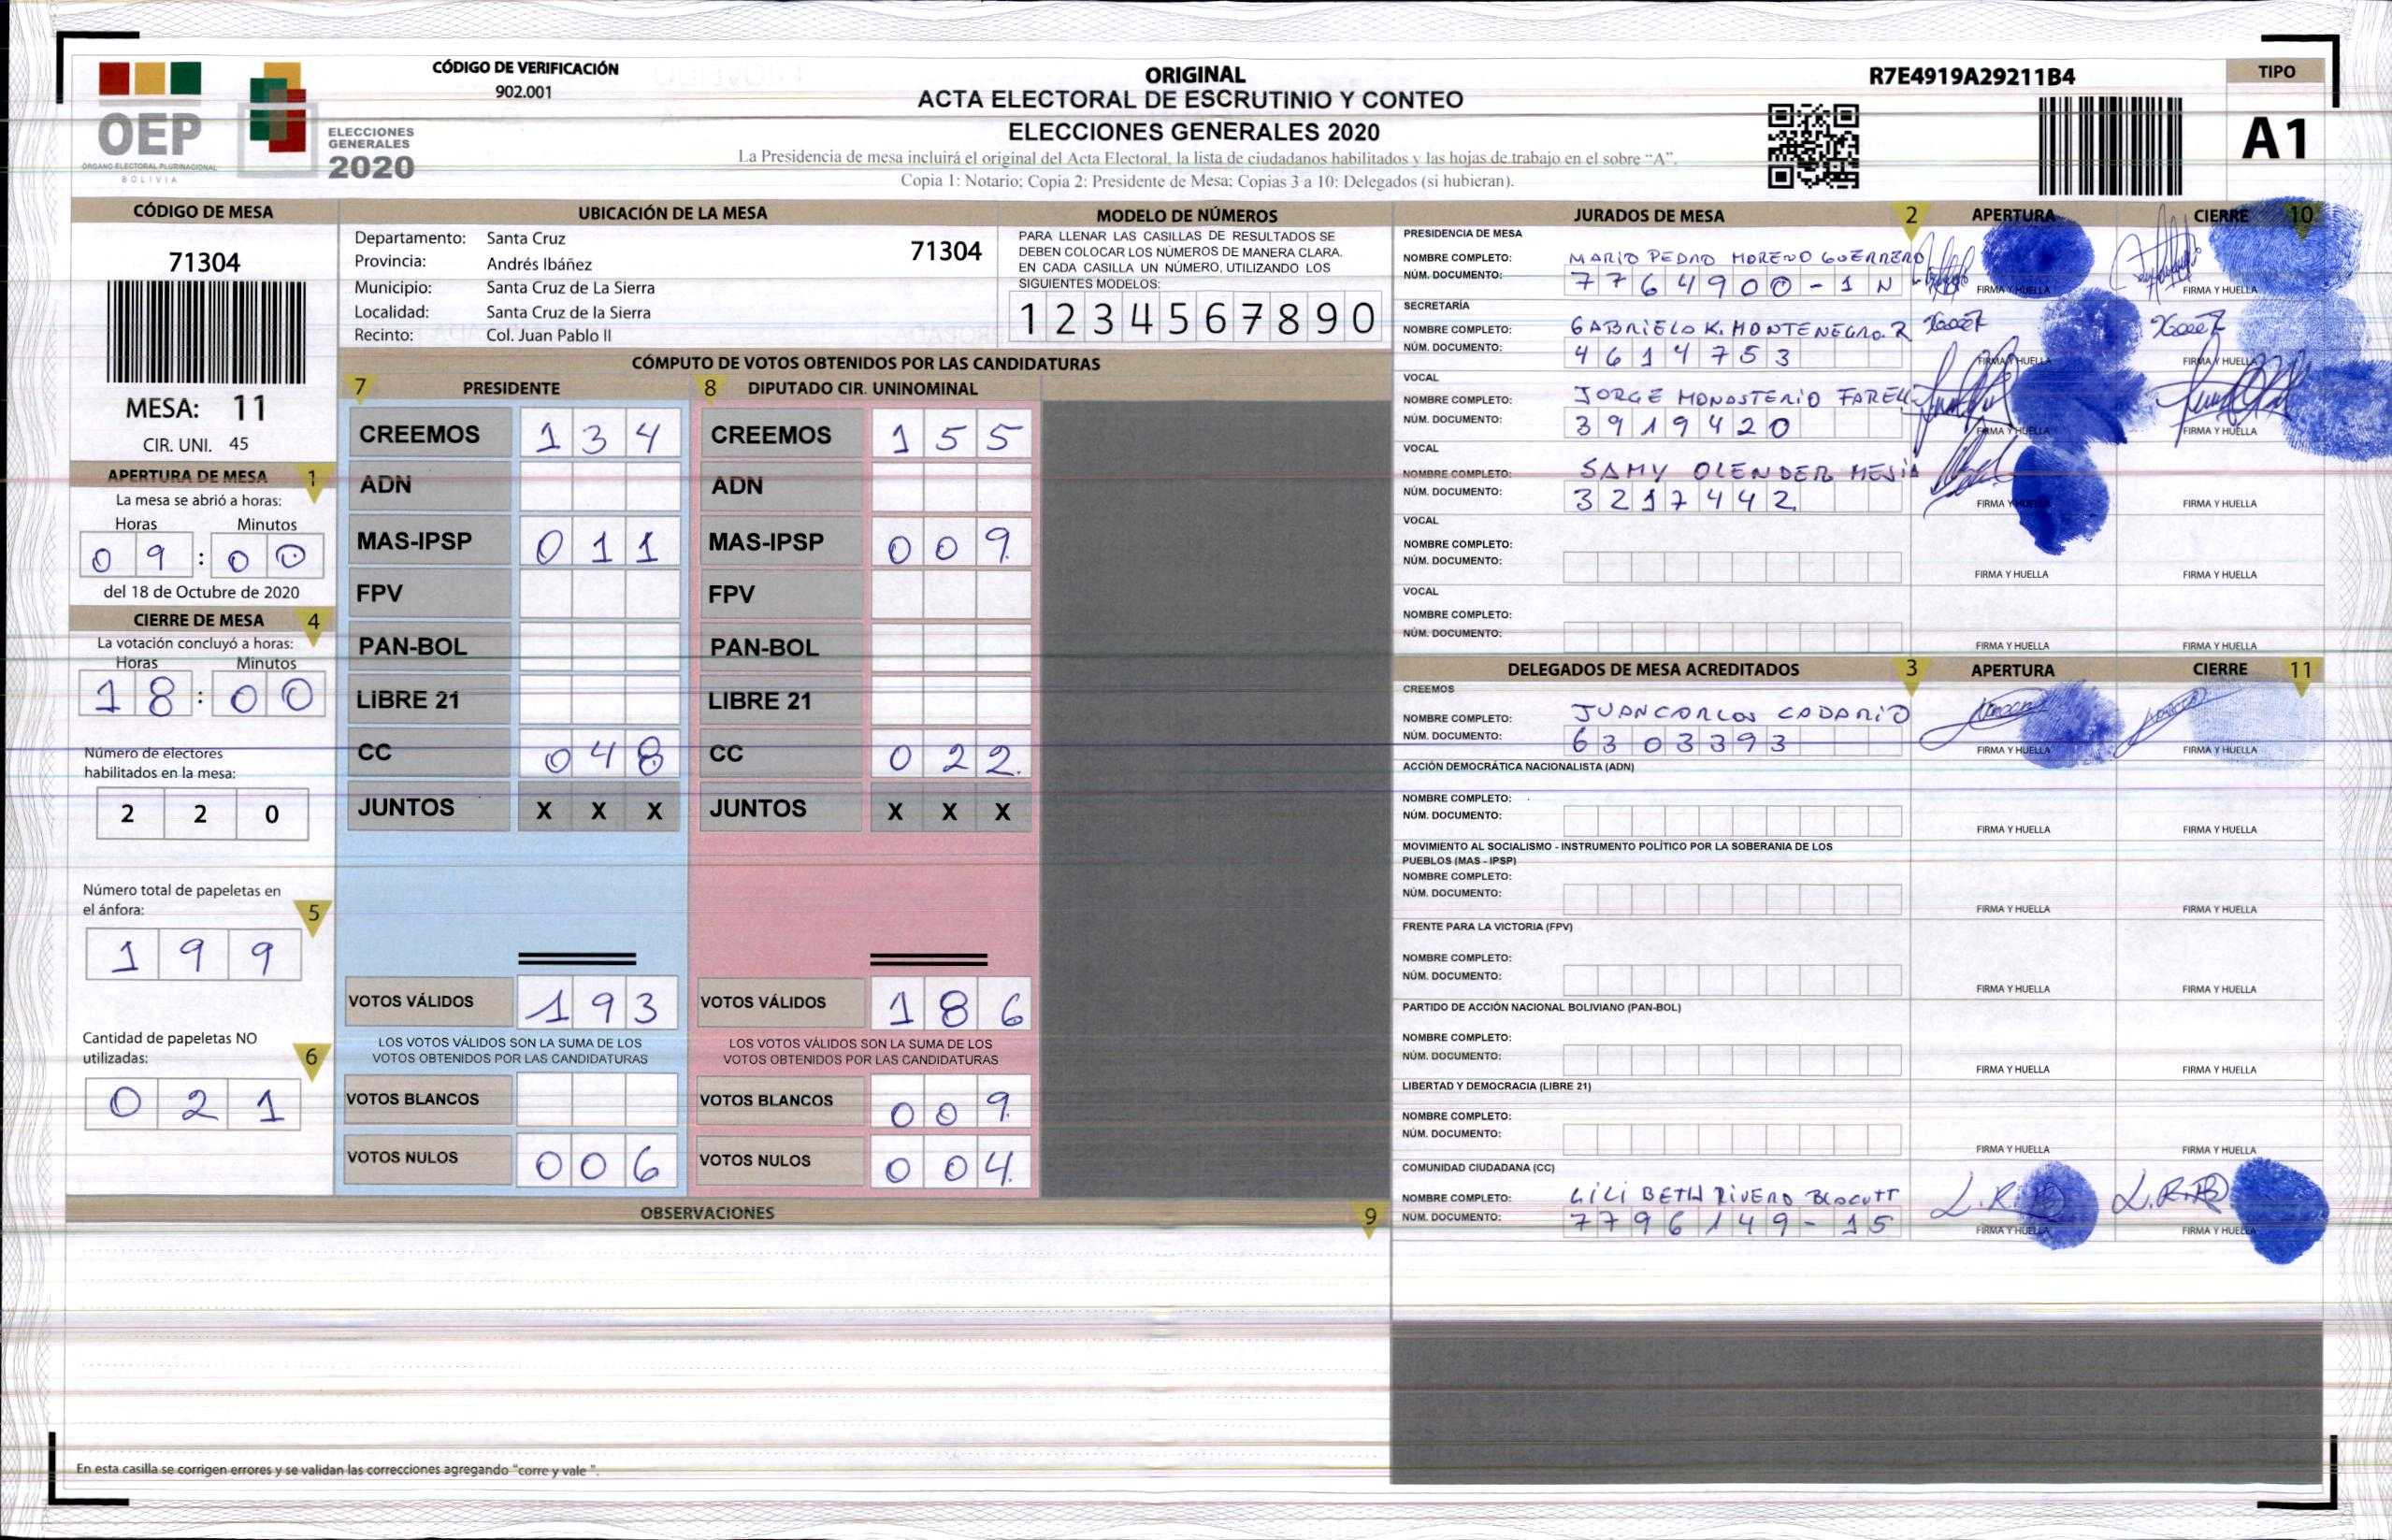 CÓDIGO DE VERIFICACIÓN
902.001
OEP
ÓRGANO ELECTORAL PLURINACIONAL
BOLIVIA
ELECCIONES
GENERALES
2020
ORIGINAL
ACTA ELECTORAL DE ESCRUTINIO Y CONTEO
ELECCIONES GENERALES 2020
La Presidencia de mesa incluirá el original del Acta Electoral, la lista de ciudadanos habilitados y las hojas de trabajo en el sobre "A".
Copia 1: Notario; Copia 2: Presidente de Mesa; Copias 3 a 10: Delegados (si hubieran).
R7E4919A29211B4
TIPO
A1
CÓDIGO DE MESA
71304
MESA: 11
CIR. UNI. 45
APERTURA DE MESA 1
La mesa se abrió a horas:
Horas Minutos
09:00
del 18 de Octubre de 2020
CIERRE DE MESA 4
La votación concluyó a horas:
Horas Minutos
18:00
Número de electores
habilitados en la mesa:
2 2 0
Número total de papeletas en
el ánfora: 5
1 9 9
Cantidad de papeletas NO
utilizadas: 6
0 2 1
UBICACIÓN DE LA MESA
Departamento: Santa Cruz 71304
Provincia: Andrés Ibáñez
Municipio: Santa Cruz de La Sierra
Localidad: Santa Cruz de la Sierra
Recinto: Col. Juan Pablo II
MODELO DE NÚMEROS
PARA LLENAR LAS CASILLAS DE RESULTADOS SE
DEBEN COLOCAR LOS NÚMEROS DE MANERA CLARA.
EN CADA CASILLA UN NÚMERO, UTILIZANDO LOS
SIGUIENTES MODELOS:
1 2 3 4 5 6 7 8 9 0
CÓMPUTO DE VOTOS OBTENIDOS POR LAS CANDIDATURAS
7 PRESIDENTE 8 DIPUTADO CIR. UNINOMINAL
CREEMOS 1 3 4 CREEMOS 1 5 5
ADN ADN
MAS-IPSP 0 1 1 MAS-IPSP 0 0 9.
FPV FPV
PAN-BOL PAN-BOL
LIBRE 21 LIBRE 21
CC 0 4 8 CC 0 2 2.
JUNTOS X X X JUNTOS X X X
VOTOS VÁLIDOS 1 9 3 VOTOS VÁLIDOS 1 8 6
LOS VOTOS VÁLIDOS SON LA SUMA DE LOS LOS VOTOS VÁLIDOS SON LA SUMA DE LOS
VOTOS OBTENIDOS POR LAS CANDIDATURAS VOTOS OBTENIDOS POR LAS CANDIDATURAS
VOTOS BLANCOS VOTOS BLANCOS 0 0 9.
VOTOS NULOS 0 0 6 VOTOS NULOS 0 0 4.
OBSERVACIONES 9
En esta casilla se corrigen errores y se validan las correcciones agregando "corre y vale ".
JURADOS DE MESA 2 APERTURA CIERRE 10
PRESIDENCIA DE MESA
NOMBRE COMPLETO: MARIO PEDRO MORENO GUERRERO
NÚM. DOCUMENTO: 7764900-1N FIRMA Y HUELLA FIRMA Y HUELLA
SECRETARÍA
NOMBRE COMPLETO: GABRIELA K. MONTENEGRO. R
NÚM. DOCUMENTO: 4614753 FIRMA Y HUELLA FIRMA Y HUELLA
VOCAL
NOMBRE COMPLETO: JORGE MONASTERIO FARELL
NÚM. DOCUMENTO: 3919420 FIRMA Y HUELLA FIRMA Y HUELLA
VOCAL
NOMBRE COMPLETO: SAMY OLENDER MESIA
NÚM. DOCUMENTO: 3217442 FIRMA Y HUELLA FIRMA Y HUELLA
VOCAL
NOMBRE COMPLETO:
NÚM. DOCUMENTO: FIRMA Y HUELLA FIRMA Y HUELLA
VOCAL
NOMBRE COMPLETO:
NÚM. DOCUMENTO: FIRMA Y HUELLA FIRMA Y HUELLA
DELEGADOS DE MESA ACREDITADOS 3 APERTURA CIERRE 11
CREEMOS
NOMBRE COMPLETO: JUAN CARLOS CADARIO
NÚM. DOCUMENTO: 6303393 FIRMA Y HUELLA FIRMA Y HUELLA
ACCIÓN DEMOCRÁTICA NACIONALISTA (ADN)
NOMBRE COMPLETO:
NÚM. DOCUMENTO: FIRMA Y HUELLA FIRMA Y HUELLA
MOVIMIENTO AL SOCIALISMO - INSTRUMENTO POLÍTICO POR LA SOBERANIA DE LOS
PUEBLOS (MAS - IPSP)
NOMBRE COMPLETO:
NÚM. DOCUMENTO: FIRMA Y HUELLA FIRMA Y HUELLA
FRENTE PARA LA VICTORIA (FPV)
NOMBRE COMPLETO:
NÚM. DOCUMENTO: FIRMA Y HUELLA FIRMA Y HUELLA
PARTIDO DE ACCIÓN NACIONAL BOLIVIANO (PAN-BOL)
NOMBRE COMPLETO:
NÚM. DOCUMENTO: FIRMA Y HUELLA FIRMA Y HUELLA
LIBERTAD Y DEMOCRACIA (LIBRE 21)
NOMBRE COMPLETO:
NÚM. DOCUMENTO: FIRMA Y HUELLA FIRMA Y HUELLA
COMUNIDAD CIUDADANA (CC)
NOMBRE COMPLETO: LILI BETH RIVERO BLACUTT
NÚM. DOCUMENTO: 7796149-15 FIRMA Y HUELLA FIRMA Y HUELLA